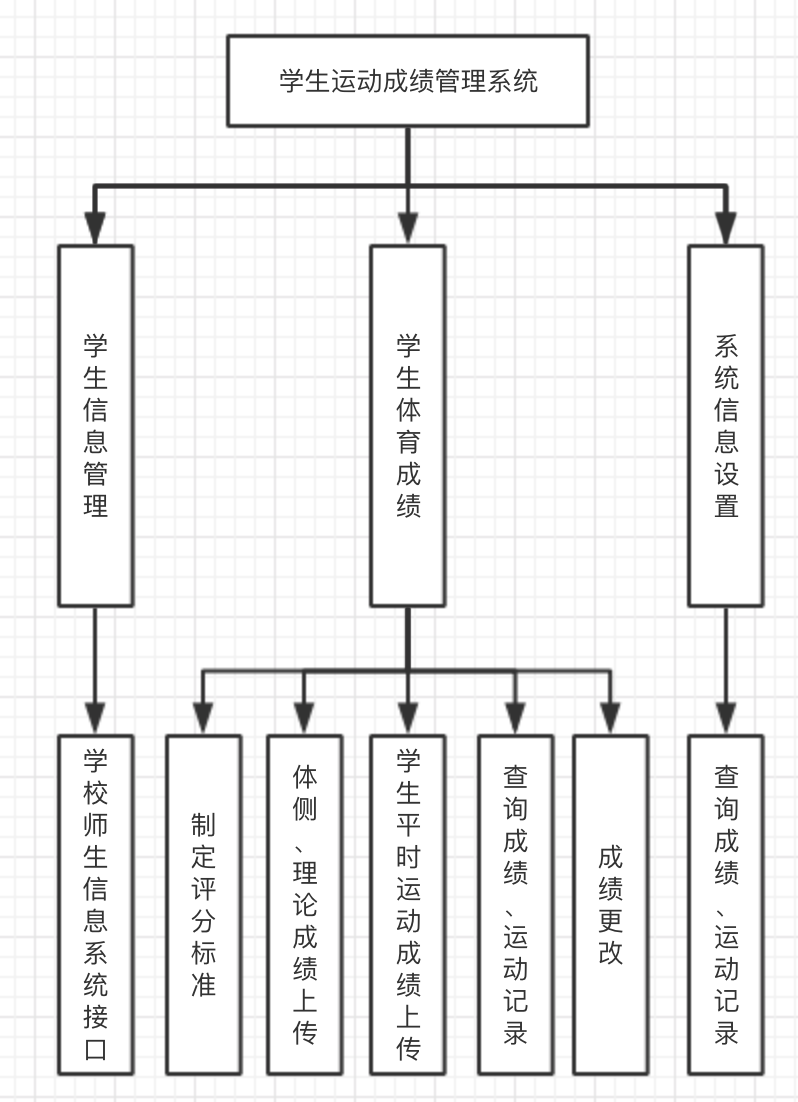 学生运动成绩管理系统
学生信息管理
学生体育成绩
系统信息设置
学校师生信息系统接口
制定评分标准
体侧、理论成绩上传
学生平时运动成绩上传
查询成绩、运动记录
成绩更改
查询成绩、运动记录